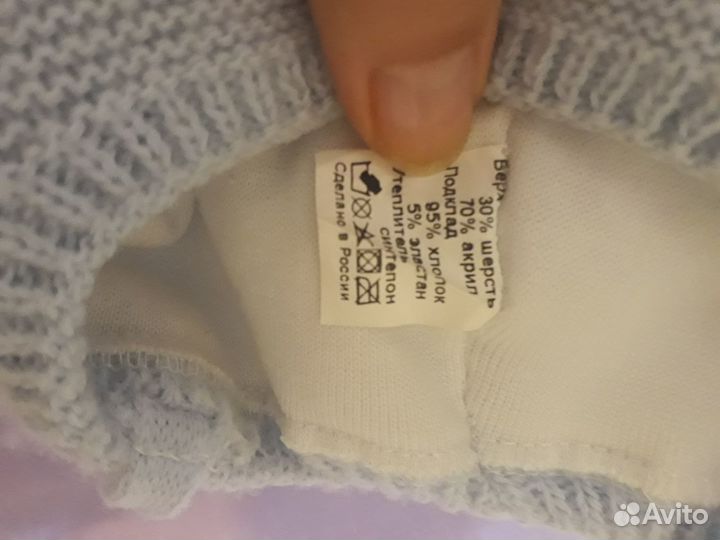 Верх
30% шерсть
70% акрил
Подклад
95% хлопок
5% эластан
Утеплитель
синтепон
Сделано в России
Avito